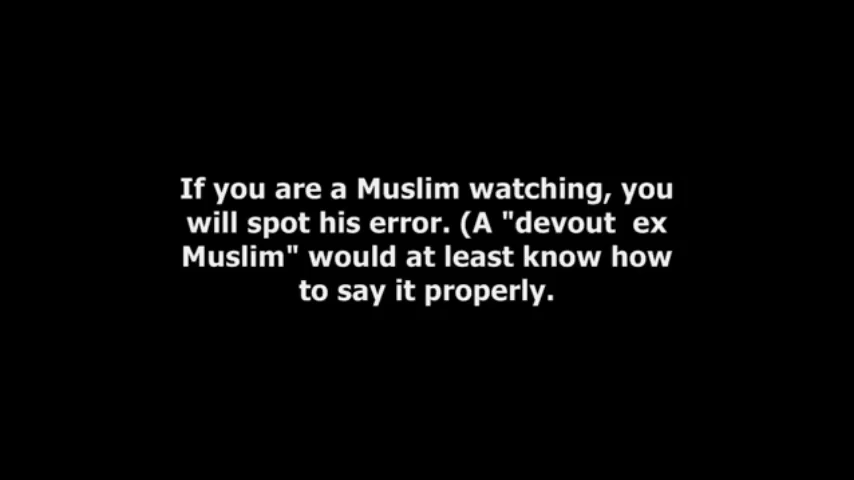 If you are a Muslim watching, you
will spot his error. (A "devout  ex
Muslim" would at least know how
to say it properly.